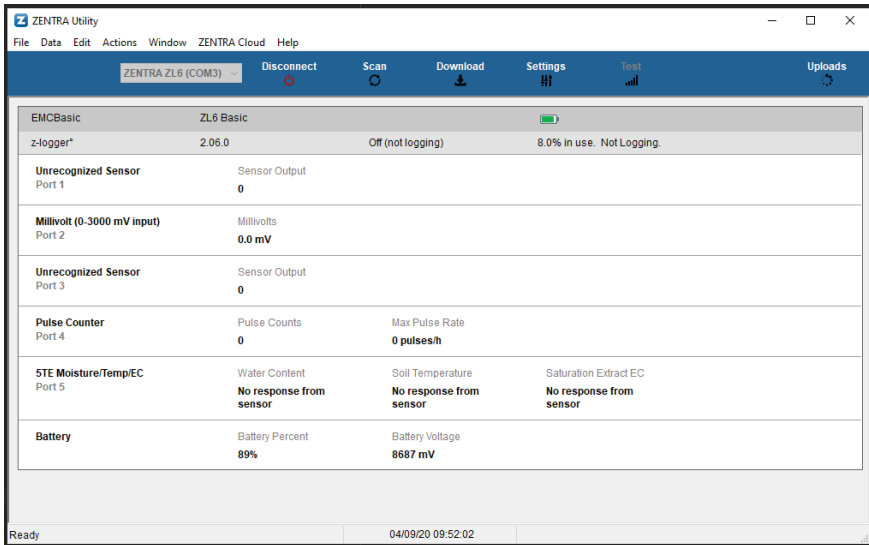 ZENTRA Utility
File Data Edit Actions Window ZENTRA Cloud Help
ZENTRA ZL6 (COM3) Disconnect Scan Download Settings Test Uploads
EMCBasic ZL6 Basic
z-logger* 2.06.0 Off (not logging) 8.0% in use. Not Logging.
Unrecognized Sensor Sensor Output
Port 1 0
Millivolt (0-3000 mV input) Millivolts
Port 2 0.0 mV
Unrecognized Sensor Sensor Output
Port 3 0
Pulse Counter Pulse Counts Max Pulse Rate
Port 4 0 0 pulses/h
5TE Moisture/Temp/EC Water Content Soil Temperature Saturation Extract EC
Port 5 No response from sensor No response from sensor No response from sensor
Battery Battery Percent Battery Voltage
89% 8687 mV
Ready 04/09/20 09:52:02